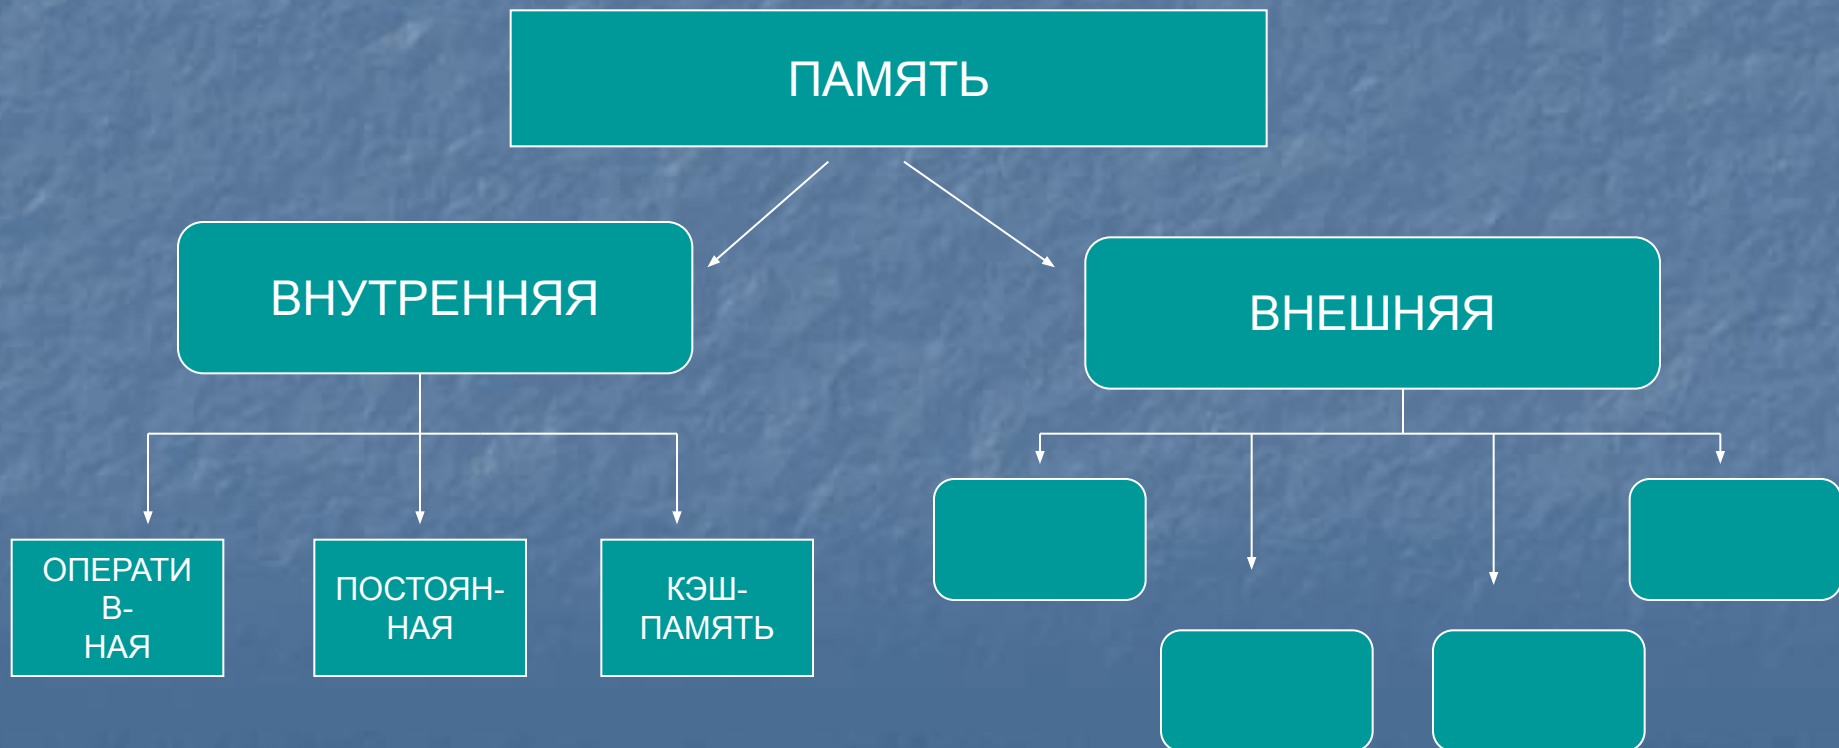 ПАМЯТЬ
ВНУТРЕННЯЯ
ВНЕШНЯЯ
ОПЕРАТИ
В-
НАЯ
ПОСТОЯН-
НАЯ
КЭШ-
ПАМЯТЬ